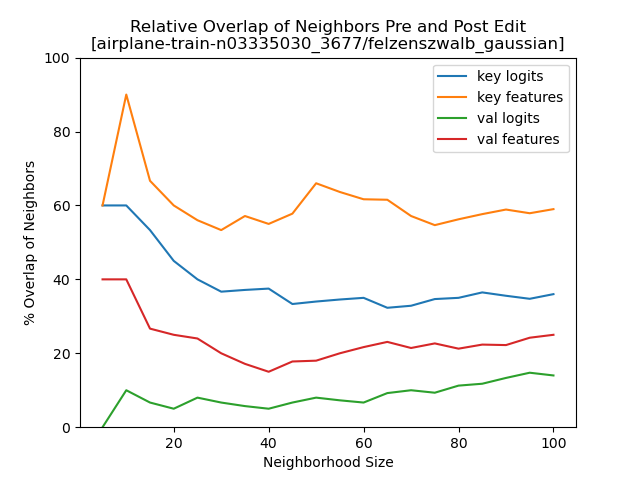 Relative Overlap of Neighbors Pre and Post Edit
[airplane-train-n03335030_3677/felzenszwalb_gaussian]
% Overlap of Neighbors
100
80
60
40
20
0
key logits
key features
val logits
val features
20 40 60 80 100
Neighborhood Size